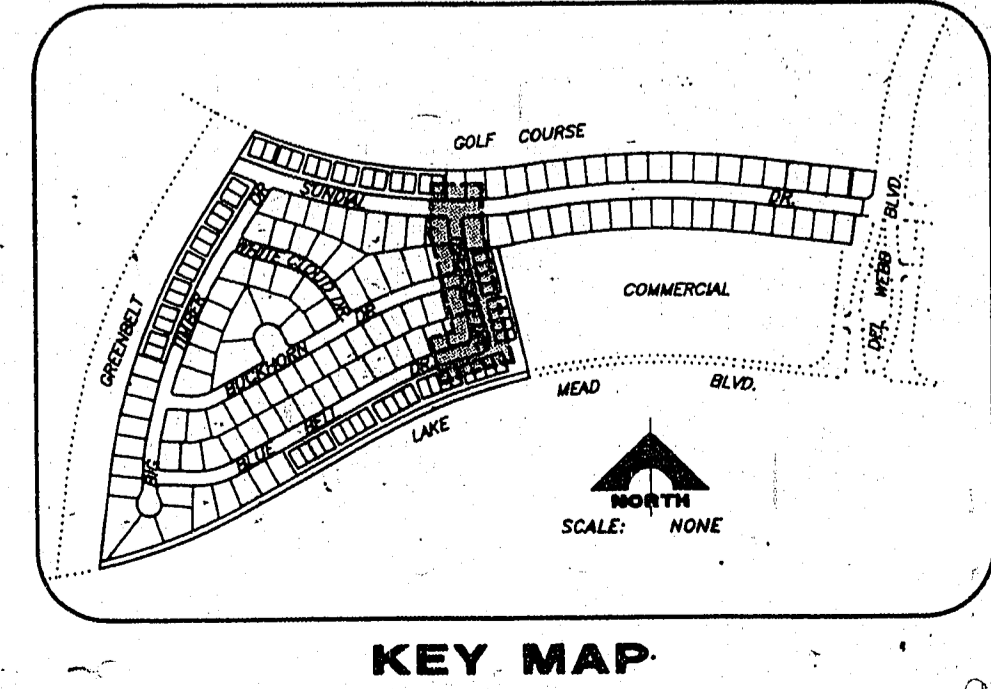 GOLF COURSE
SUNDIAL DR.
DEL WEBB BLVD.
WHITE CLOUD DR.
COMMERCIAL
GREENBELT
BIG TIMBER DR.
BUCKHORN DR.
BLUE BELL DR.
LAKE MEAD BLVD.
NORTH
SCALE: NONE
KEY MAP